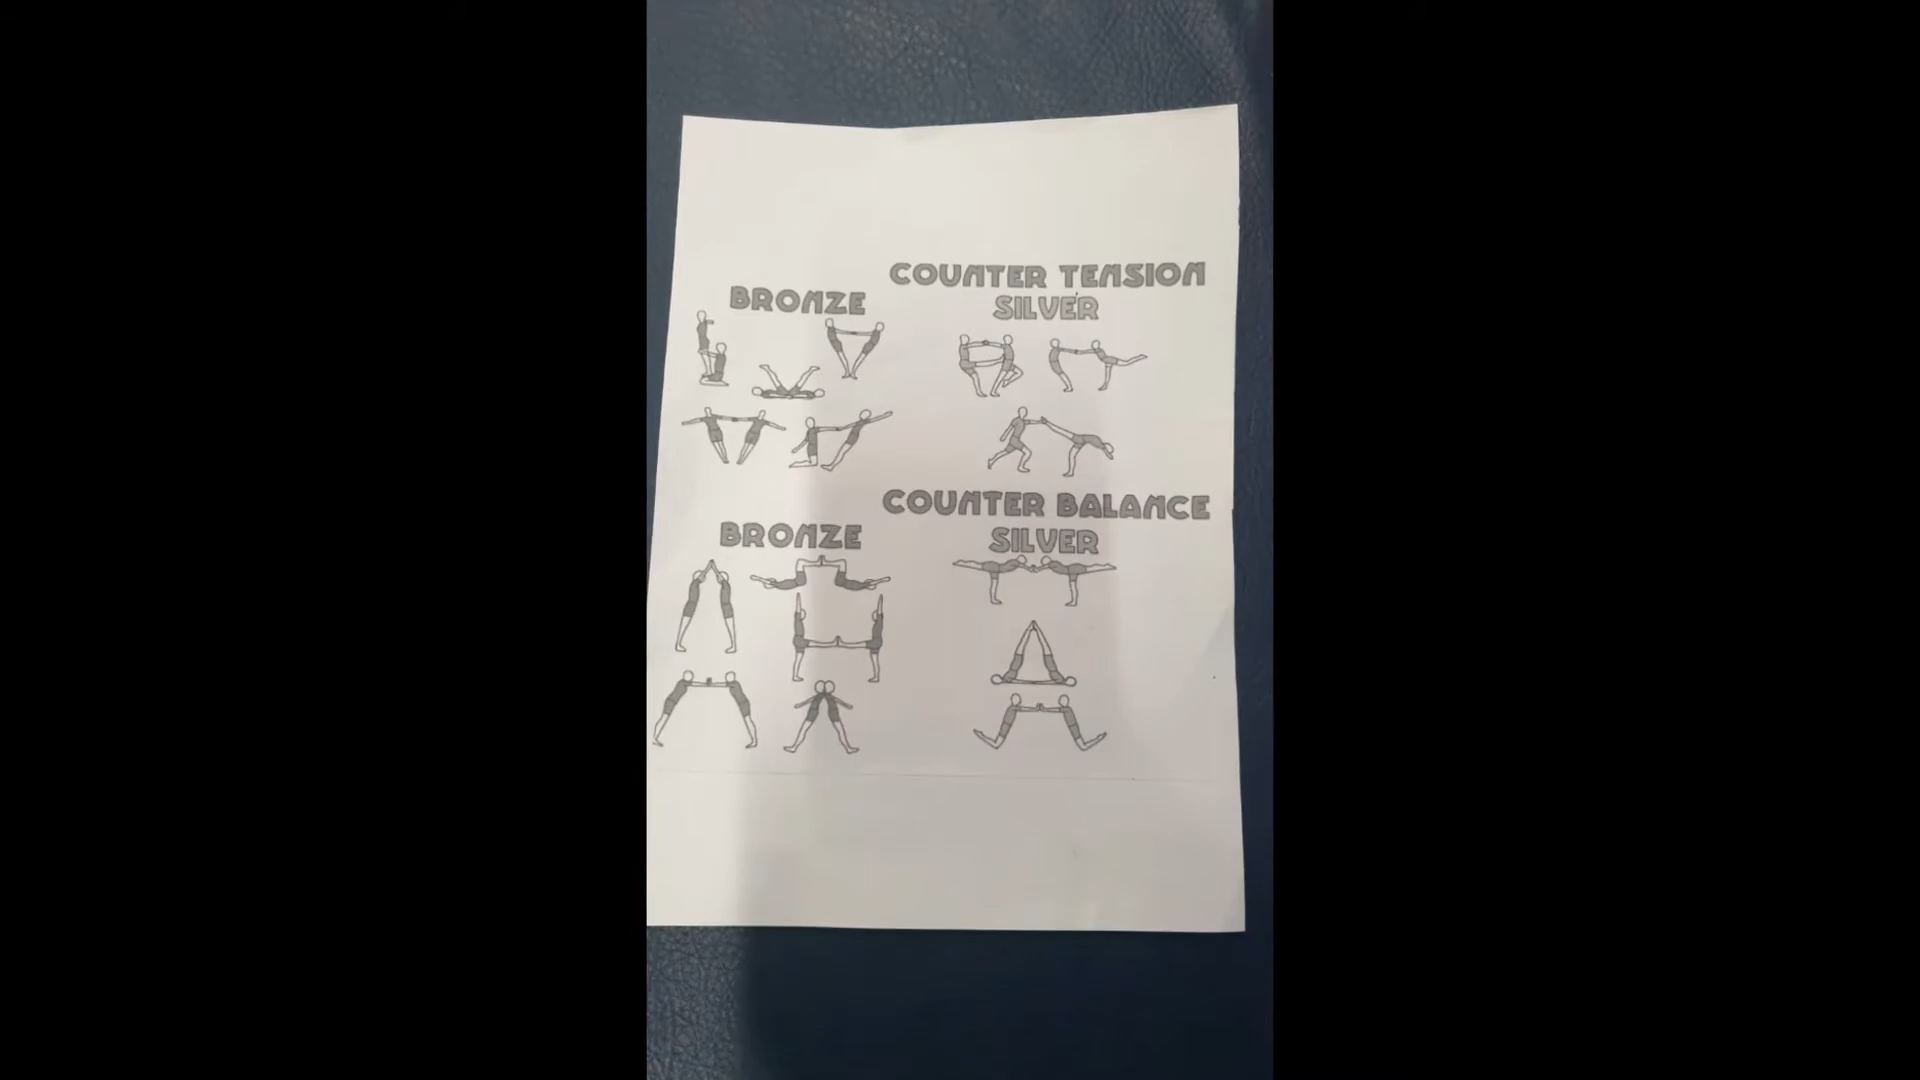 COUNTER TENSION
BRONZE
SILVER
COUNTER BALANCE
BRONZE
SILVER